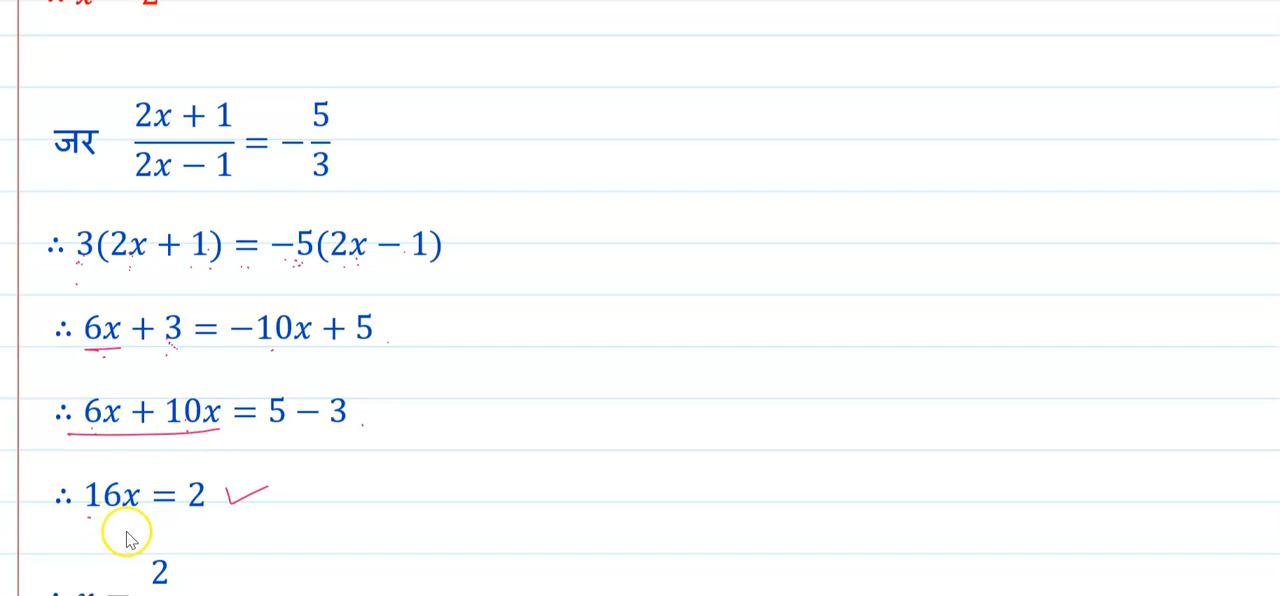 जर (2x + 1)/(2x − 1) = −5/3
∴ 3(2x + 1) = −5(2x − 1)
∴ 6x + 3 = −10x + 5
∴ 6x + 10x = 5 − 3
∴ 16x = 2
2